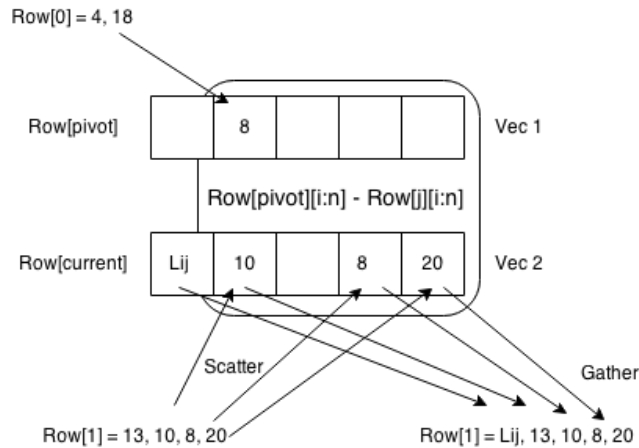 Row[0] = 4, 18
Row[pivot]
8
Vec 1
Row[pivot][i:n] - Row[j][i:n]
Row[current]
Lij
10
8
20
Vec 2
Scatter
Gather
Row[1] = 13, 10, 8, 20
Row[1] = Lij, 13, 10, 8, 20